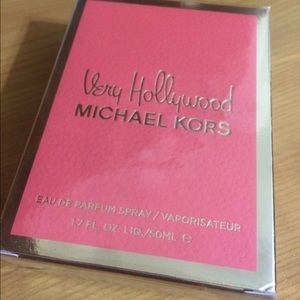 Very Hollywood
MICHAEL KORS
EAU DE PARFUM SPRAY / VAPORISATEUR
1.7 FL. OZ. LIQ. / 50ML ℮